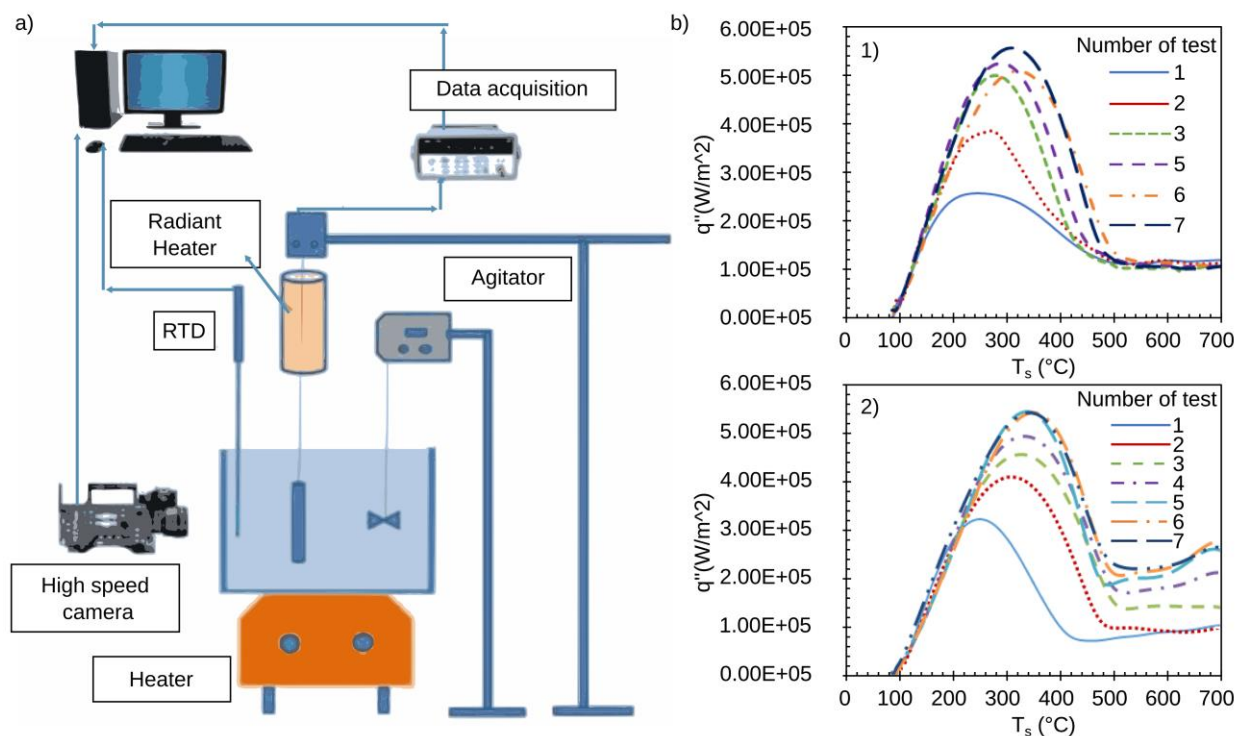 a)
Data acquisition
Radiant
Heater
Agitator
RTD
High speed
camera
Heater
b)
1)
q"(W/m^2)
6.00E+05
5.00E+05
4.00E+05
3.00E+05
2.00E+05
1.00E+05
0.00E+05
Number of test
1
2
3
5
6
7
0 100 200 300 400 500 600 700
Ts (°C)
2)
q"(W/m^2)
6.00E+05
5.00E+05
4.00E+05
3.00E+05
2.00E+05
1.00E+05
0.00E+05
Number of test
1
2
3
4
5
6
7
0 100 200 300 400 500 600 700
Ts (°C)